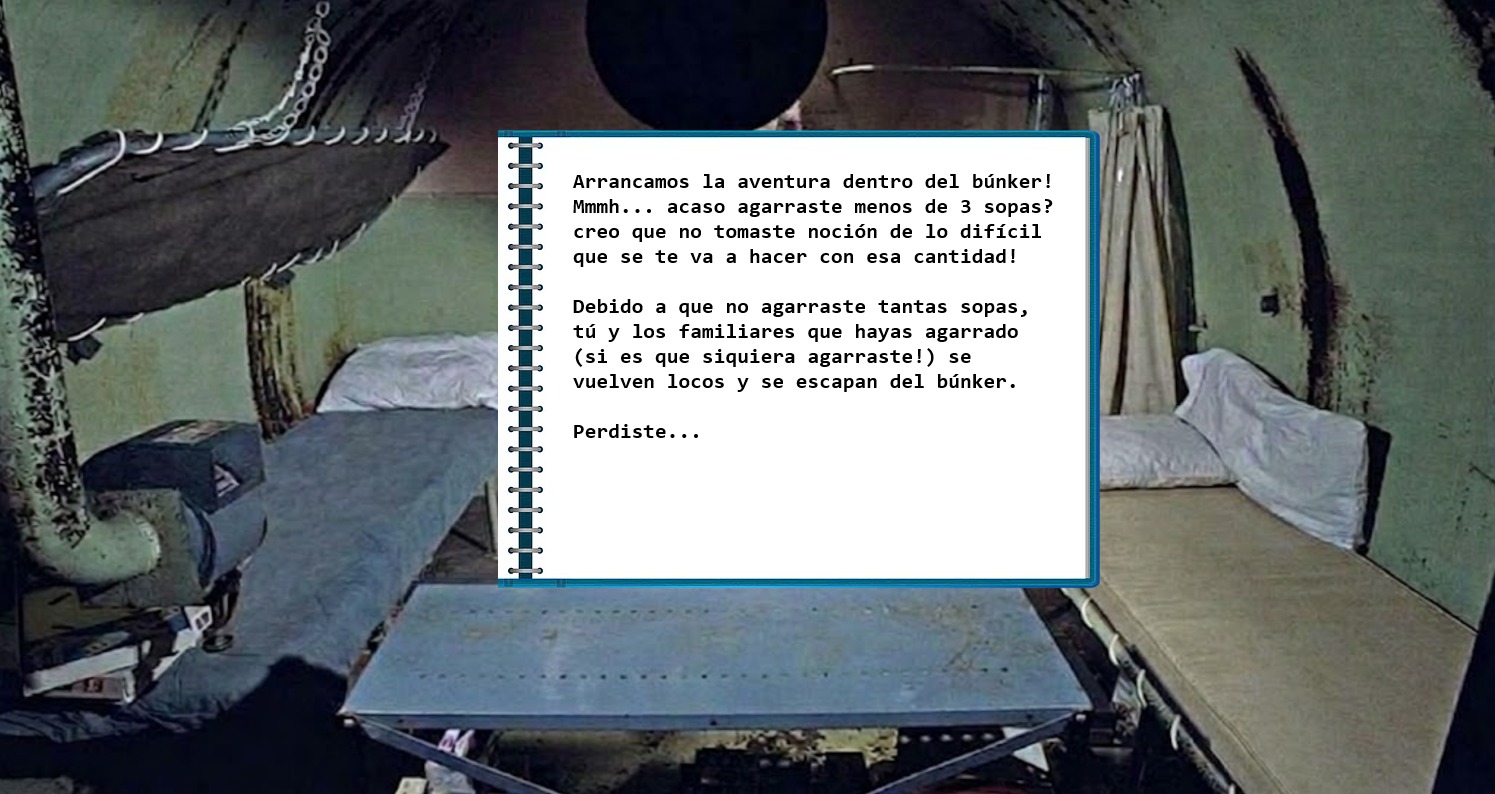 Arrancamos la aventura dentro del búnker!
Mmmh... acaso agarraste menos de 3 sopas?
creo que no tomaste noción de lo difícil
que se te va a hacer con esa cantidad!
Debido a que no agarraste tantas sopas,
tú y los familiares que hayas agarrado
(si es que siquiera agarraste!) se
vuelven locos y se escapan del búnker.
Perdiste...